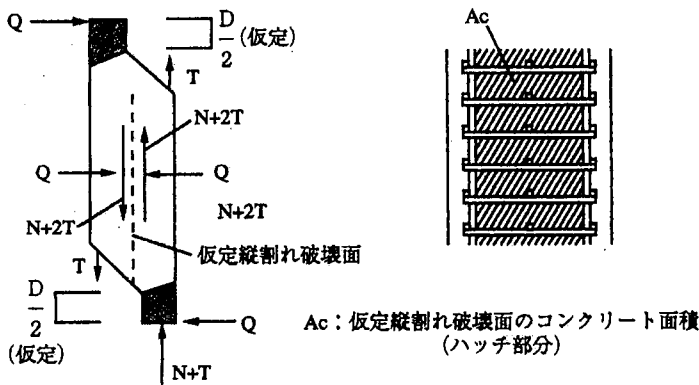 Q
D
2
(仮定)
T
N+2T
Q
Q
N+2T
N+2T
仮定縦割れ破壊面
T
D
2
(仮定)
Q
N+T
Ac
Ac：仮定縦割れ破壊面のコンクリート面積
(ハッチ部分)